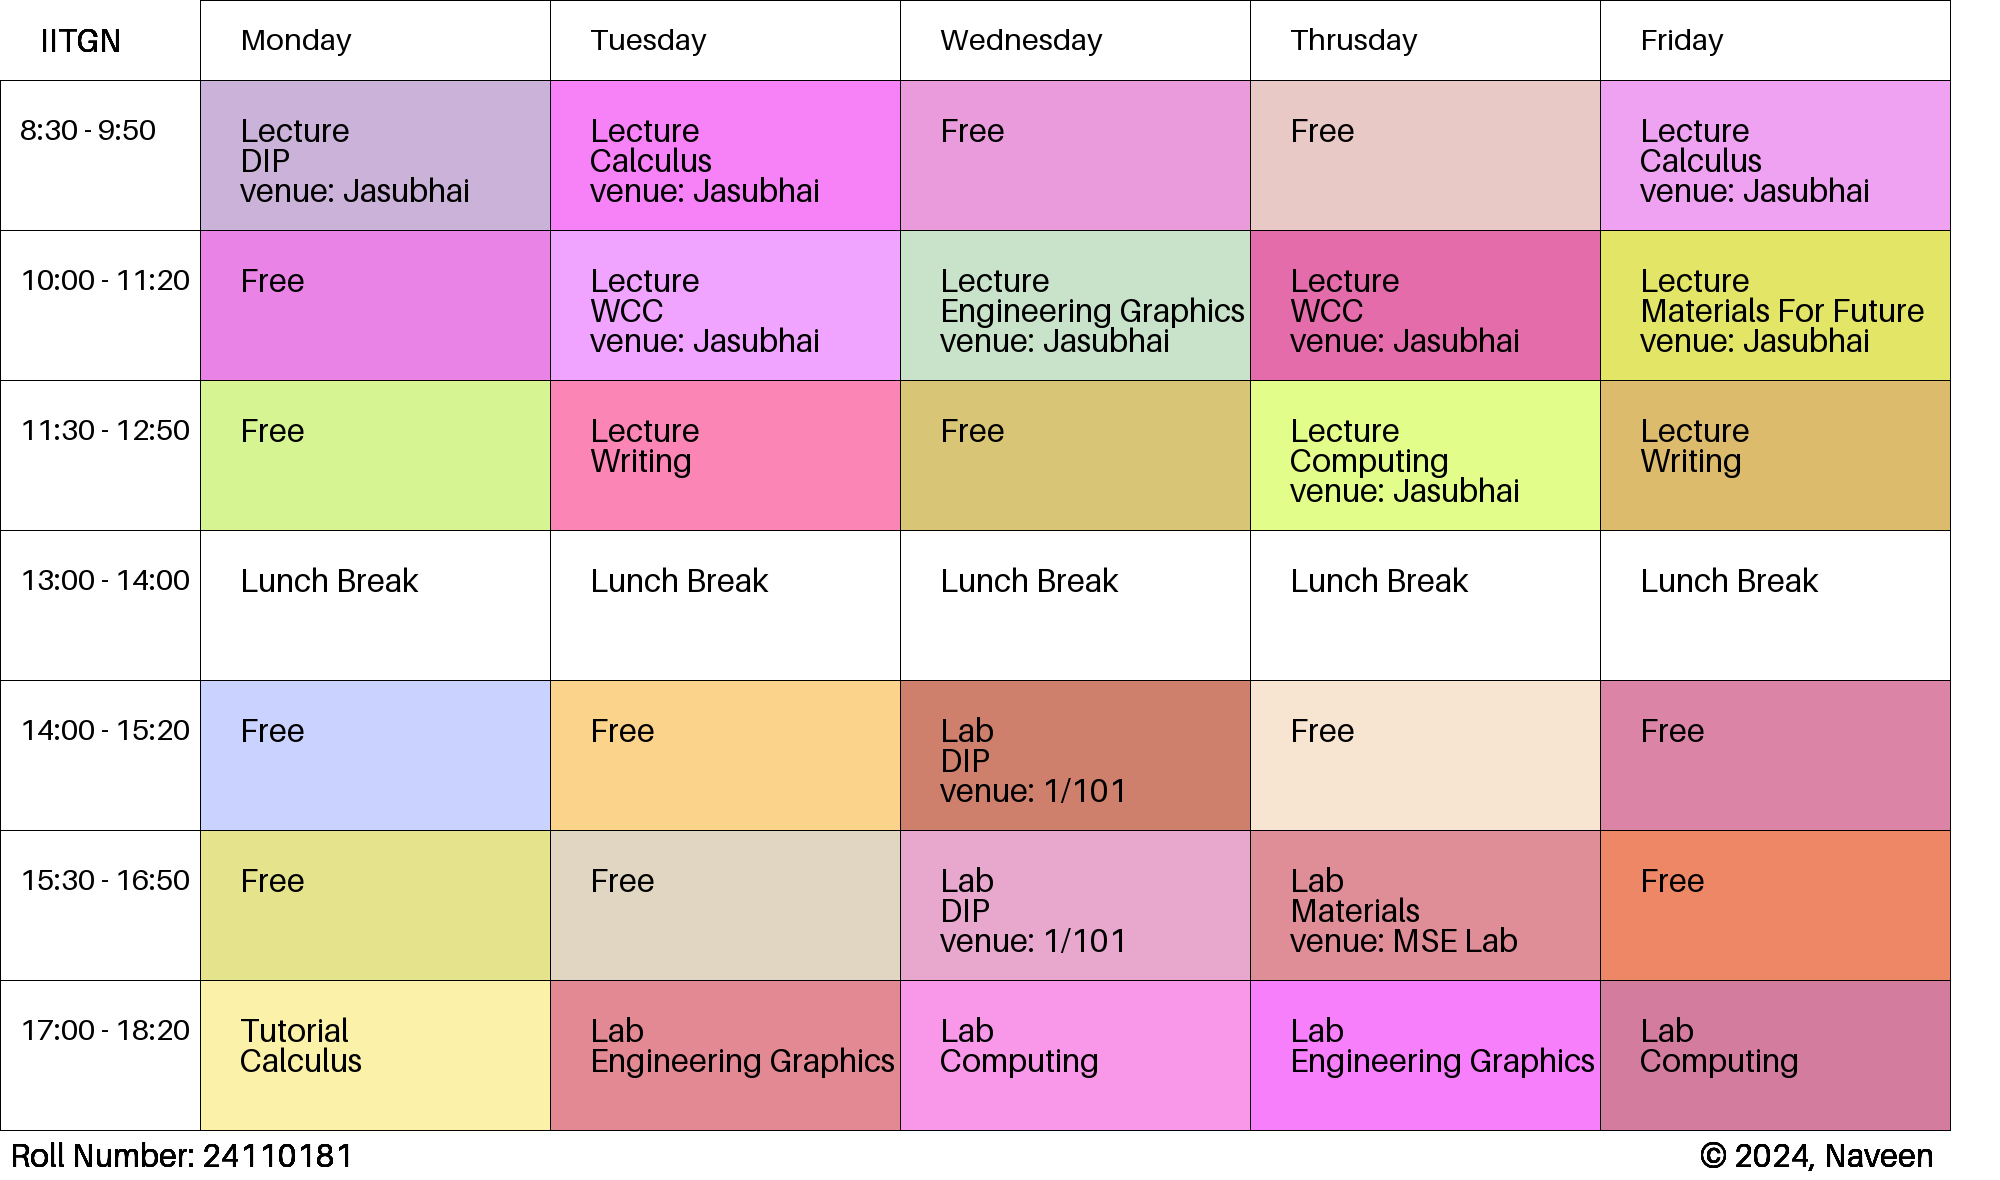 IITGN
Monday
Tuesday
Wednesday
Thrusday
Friday
8:30 - 9:50
Lecture
DIP
venue: Jasubhai
Lecture
Calculus
venue: Jasubhai
Free
Free
Lecture
Calculus
venue: Jasubhai
10:00 - 11:20
Free
Lecture
WCC
venue: Jasubhai
Lecture
Engineering Graphics
venue: Jasubhai
Lecture
WCC
venue: Jasubhai
Lecture
Materials For Future
venue: Jasubhai
11:30 - 12:50
Free
Lecture
Writing
Free
Lecture
Computing
venue: Jasubhai
Lecture
Writing
13:00 - 14:00
Lunch Break
Lunch Break
Lunch Break
Lunch Break
Lunch Break
14:00 - 15:20
Free
Free
Lab
DIP
venue: 1/101
Free
Free
15:30 - 16:50
Free
Free
Lab
DIP
venue: 1/101
Lab
Materials
venue: MSE Lab
Free
17:00 - 18:20
Tutorial
Calculus
Lab
Engineering Graphics
Lab
Computing
Lab
Engineering Graphics
Lab
Computing
Roll Number: 24110181
© 2024, Naveen